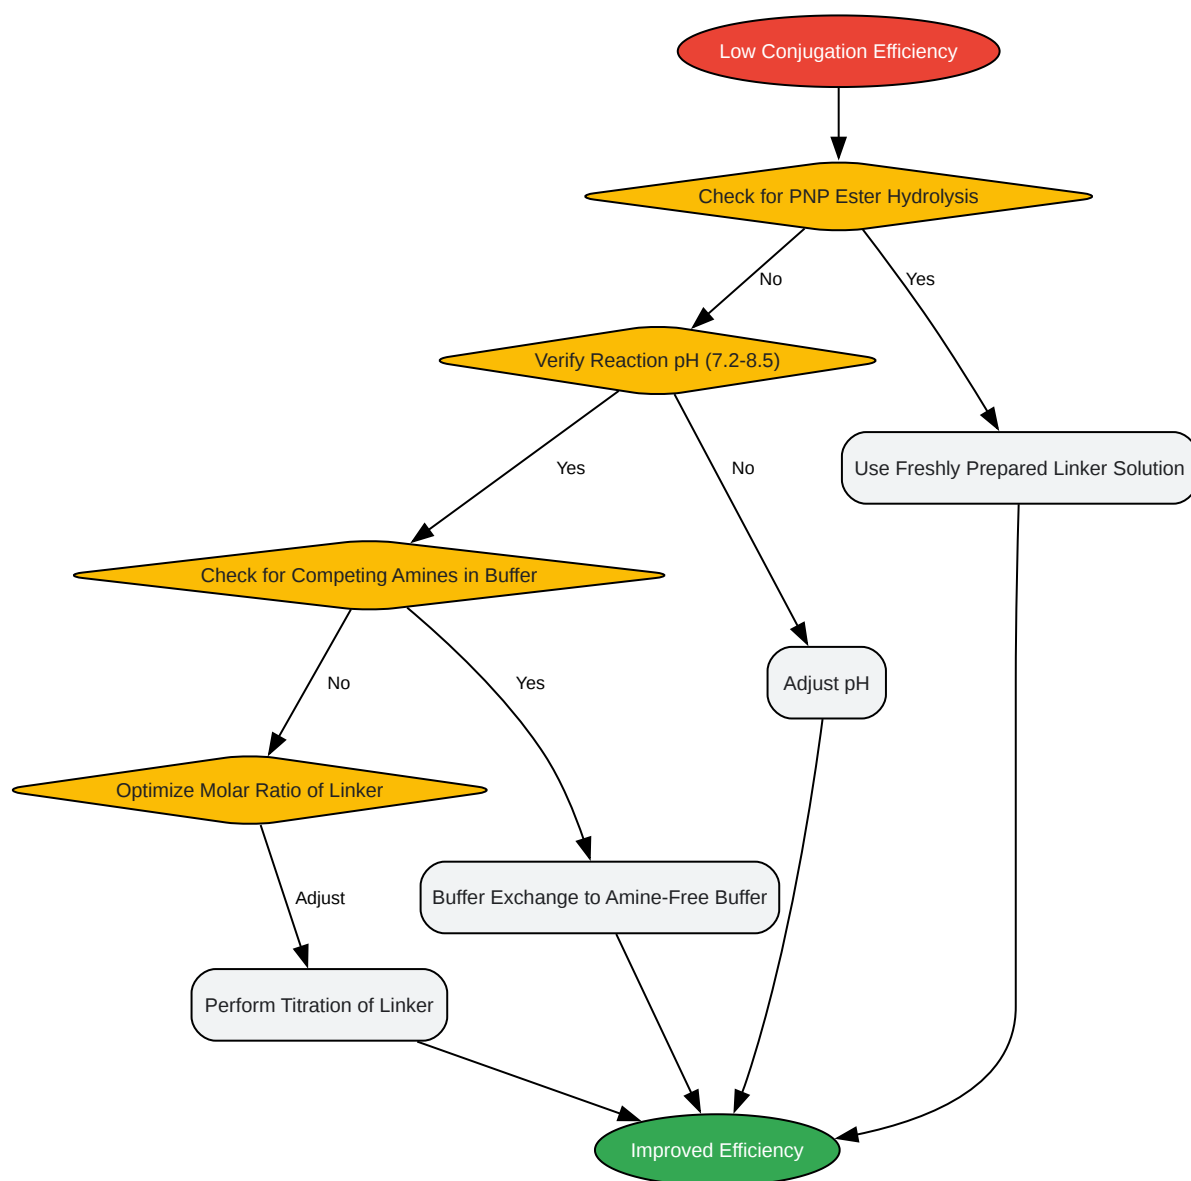 Low Conjugation Efficiency
Check for PNP Ester Hydrolysis
No
Yes
Verify Reaction pH (7.2-8.5)
Yes
No
Use Freshly Prepared Linker Solution
Check for Competing Amines in Buffer
No
Yes
Adjust pH
Optimize Molar Ratio of Linker
Adjust
Buffer Exchange to Amine-Free Buffer
Perform Titration of Linker
Improved Efficiency